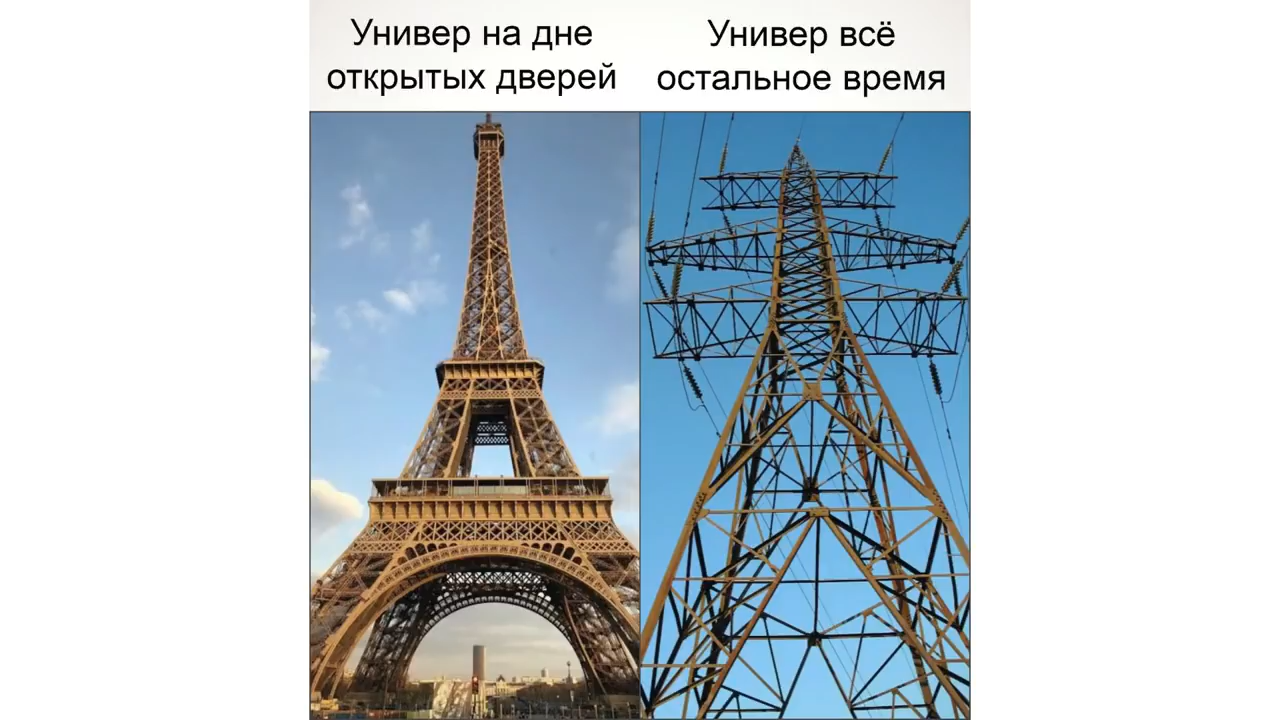 Универ на дне
открытых дверей
Универ всё
остальное время